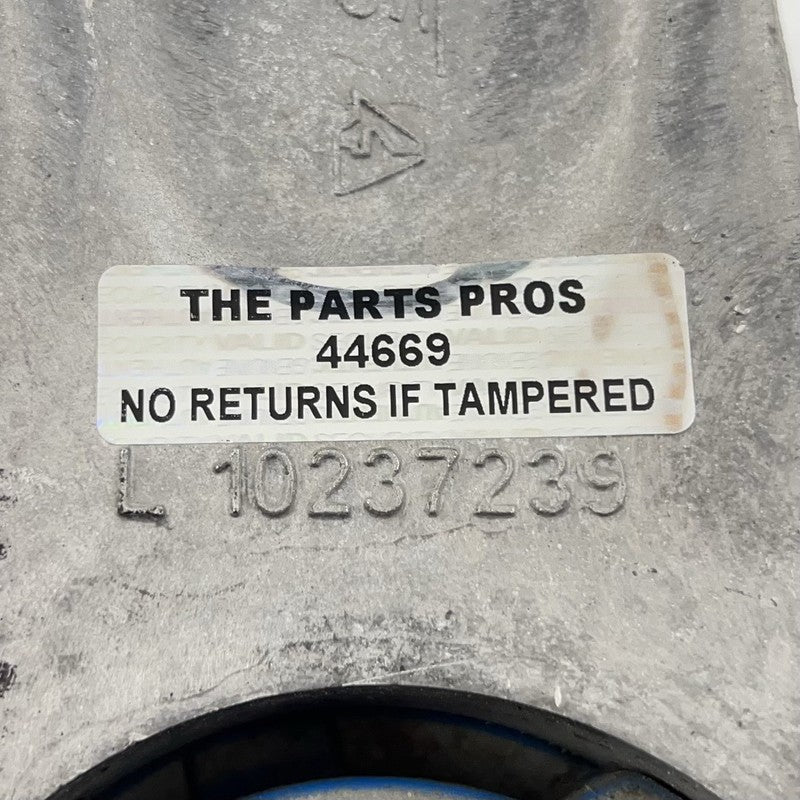 THE PARTS PROS
44669
NO RETURNS IF TAMPERED
L 10237239